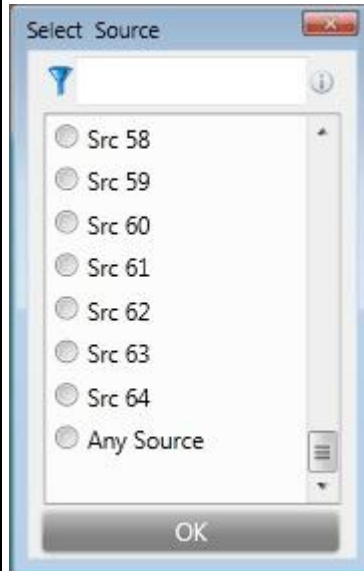 Select Source
Src 58
Src 59
Src 60
Src 61
Src 62
Src 63
Src 64
Any Source
OK